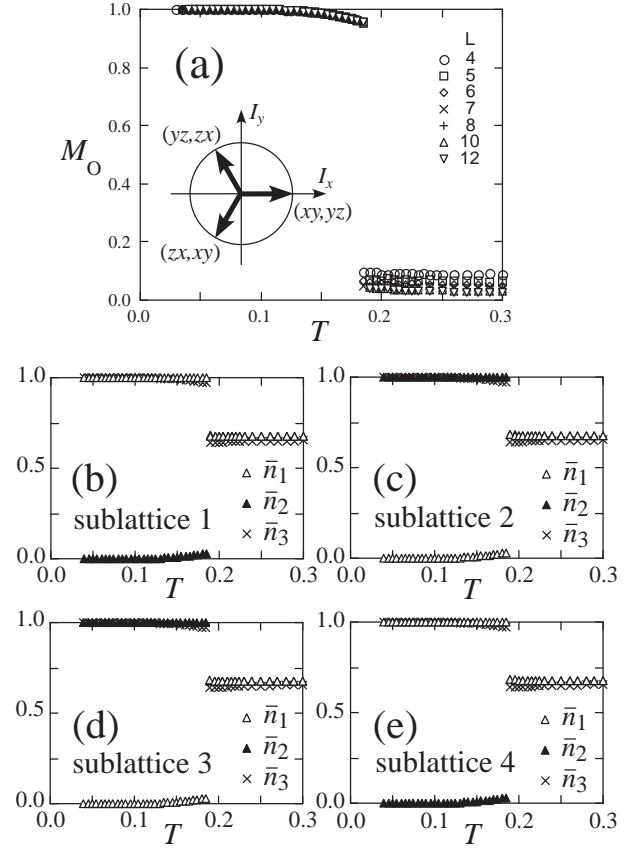 1.0
0.8
0.6
0.4
0.2
0.0
M_O
(a)
L
4
5
6
7
8
10
12
I_y
(yz,zx)
I_x
(xy,yz)
(zx,xy)
0.0 0.1 0.2 0.3
T
1.0
0.5
0.0
(b)
sublattice 1
n̄_1
n̄_2
n̄_3
0.0 0.1 0.2 0.3
T
1.0
0.5
0.0
(c)
sublattice 2
n̄_1
n̄_2
n̄_3
0.0 0.1 0.2 0.3
T
1.0
0.5
0.0
(d)
sublattice 3
n̄_1
n̄_2
n̄_3
0.0 0.1 0.2 0.3
T
1.0
0.5
0.0
(e)
sublattice 4
n̄_1
n̄_2
n̄_3
0.0 0.1 0.2 0.3
T